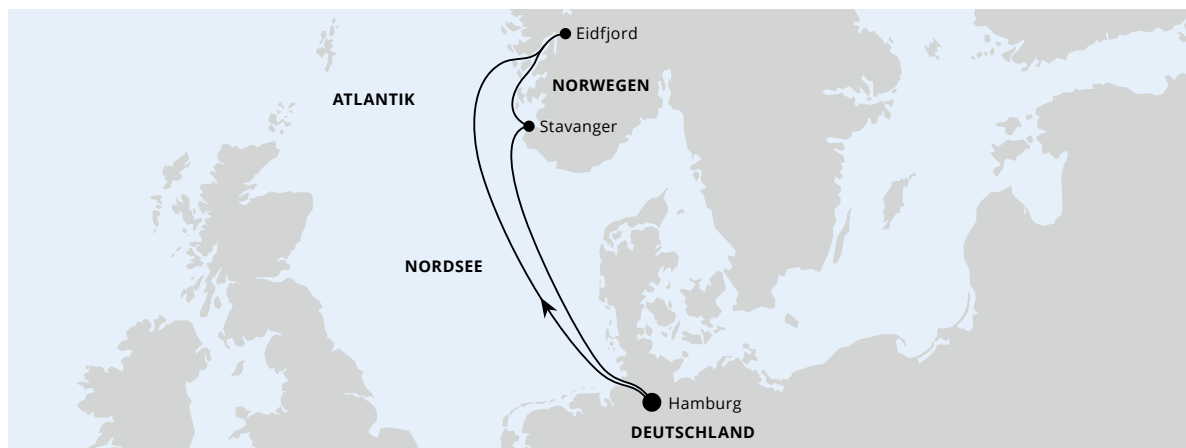 Eidfjord
NORWEGEN
ATLANTIK
Stavanger
NORDSEE
Hamburg
DEUTSCHLAND